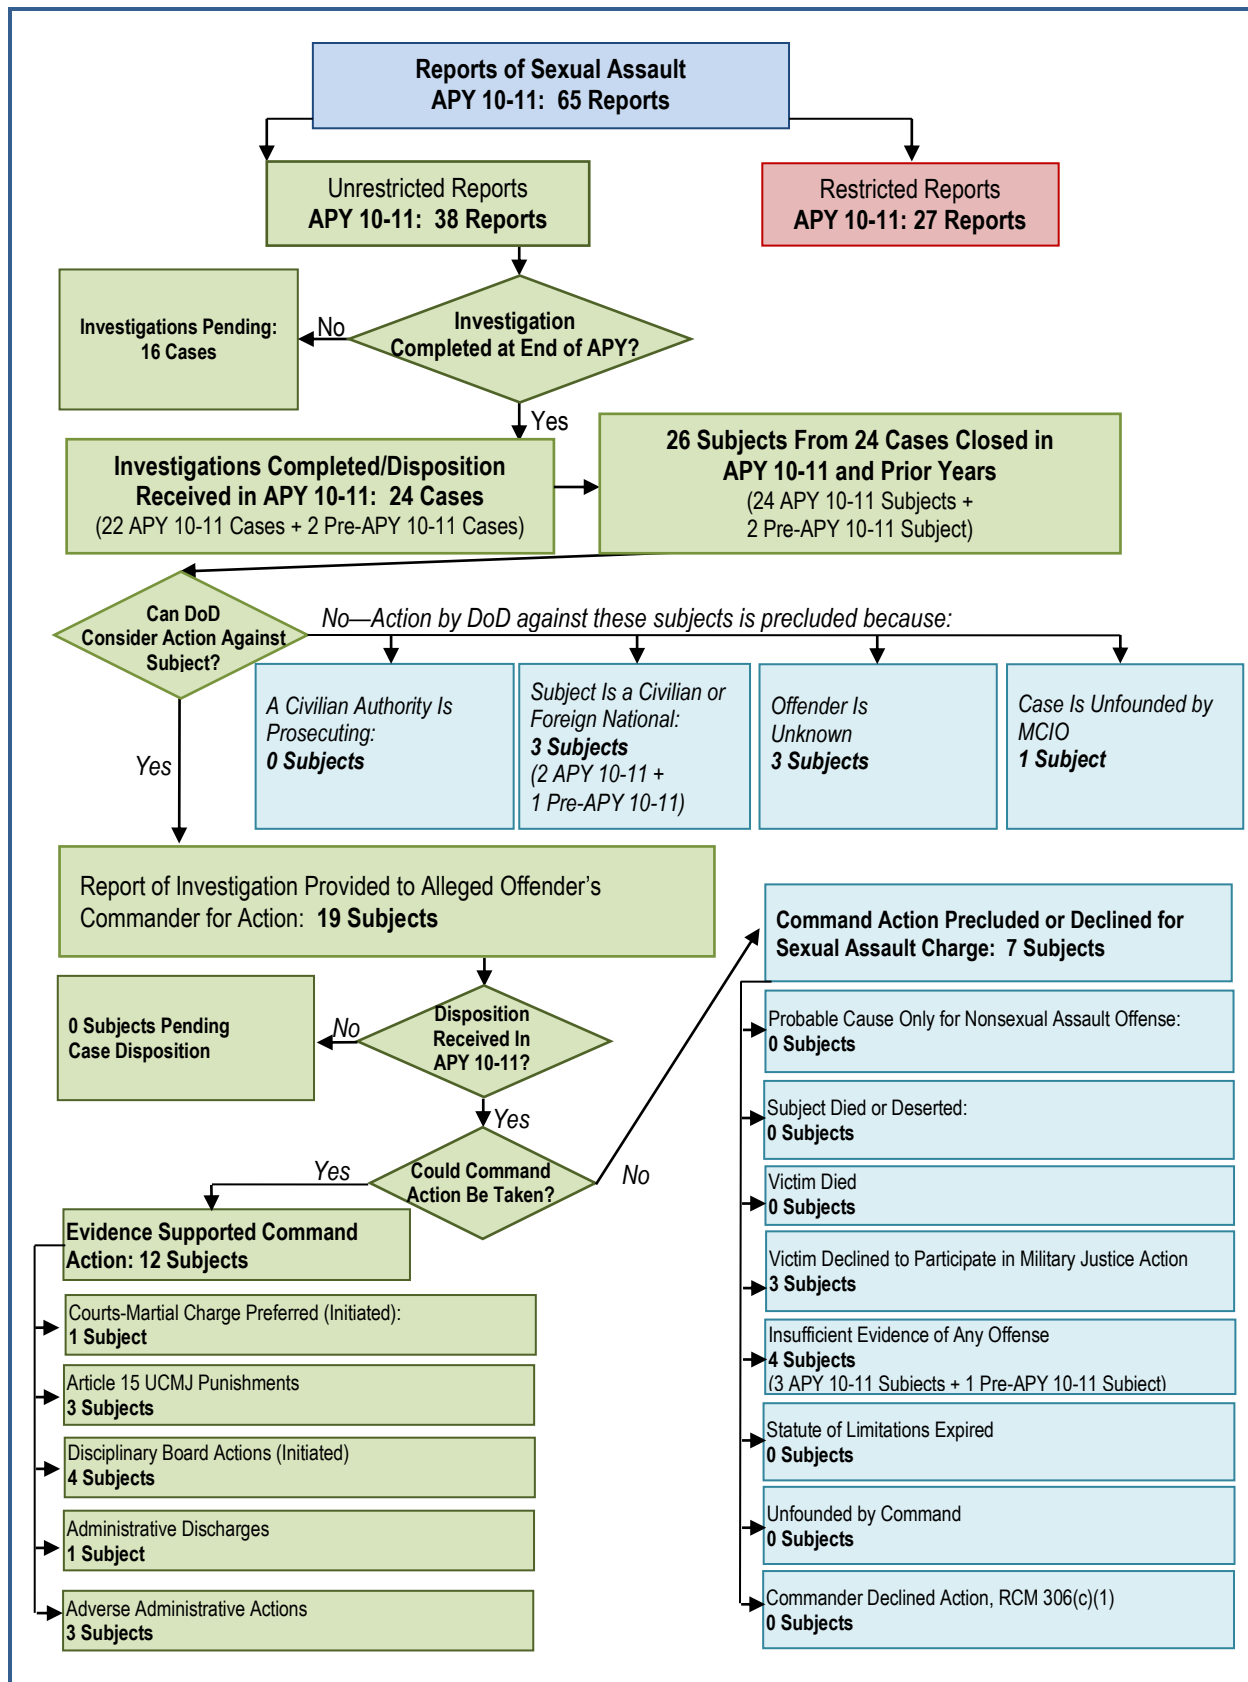 Reports of Sexual Assault
APY 10-11: 65 Reports
Unrestricted Reports
APY 10-11: 38 Reports
Restricted Reports
APY 10-11: 27 Reports
Investigations Pending:
16 Cases
No
Investigation
Completed at End of APY?
Yes
Investigations Completed/Disposition
Received in APY 10-11: 24 Cases
(22 APY 10-11 Cases + 2 Pre-APY 10-11 Cases)
26 Subjects From 24 Cases Closed in
APY 10-11 and Prior Years
(24 APY 10-11 Subjects +
2 Pre-APY 10-11 Subject)
Can DoD
Consider Action Against
Subject?
No—Action by DoD against these subjects is precluded because:
A Civilian Authority Is
Prosecuting:
0 Subjects
Subject Is a Civilian or
Foreign National:
3 Subjects
(2 APY 10-11 +
1 Pre-APY 10-11)
Offender Is
Unknown
3 Subjects
Case Is Unfounded by
MCIO
1 Subject
Yes
Report of Investigation Provided to Alleged Offender's
Commander for Action: 19 Subjects
0 Subjects Pending
Case Disposition
No
Disposition
Received In
APY 10-11?
Yes
Could Command
Action Be Taken?
Yes
No
Evidence Supported Command
Action: 12 Subjects
Courts-Martial Charge Preferred (Initiated):
1 Subject
Article 15 UCMJ Punishments
3 Subjects
Disciplinary Board Actions (Initiated)
4 Subjects
Administrative Discharges
1 Subject
Adverse Administrative Actions
3 Subjects
Command Action Precluded or Declined for
Sexual Assault Charge: 7 Subjects
Probable Cause Only for Nonsexual Assault Offense:
0 Subjects
Subject Died or Deserted:
0 Subjects
Victim Died
0 Subjects
Victim Declined to Participate in Military Justice Action
3 Subjects
Insufficient Evidence of Any Offense
4 Subjects
(3 APY 10-11 Subjects + 1 Pre-APY 10-11 Subject)
Statute of Limitations Expired
0 Subjects
Unfounded by Command
0 Subjects
Commander Declined Action, RCM 306(c)(1)
0 Subjects